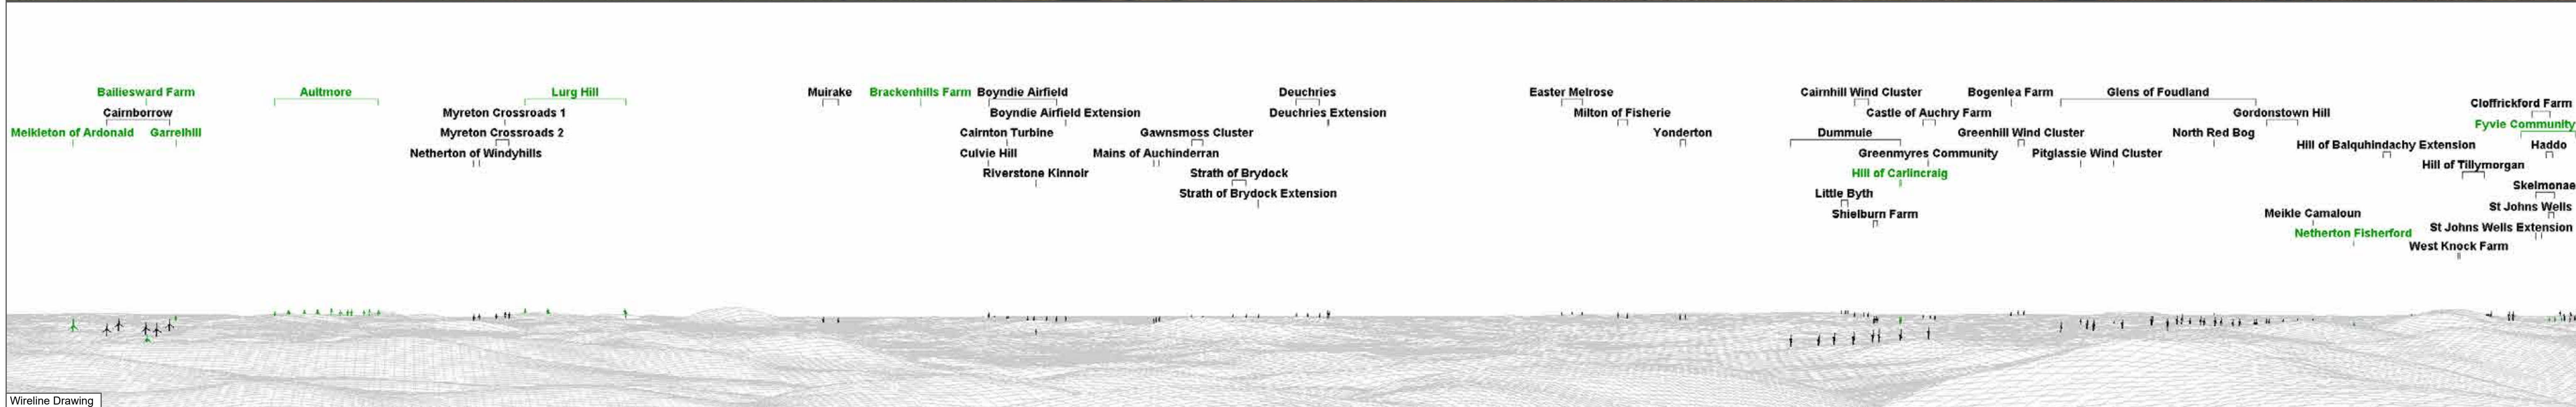 Bailiesward Farm
Cairnborrow
Meikleton of Ardonald Garrelhill
Aultmore
Myreton Crossroads 1
Myreton Crossroads 2
Netherton of Windyhills
Lurg Hill
Muirake
Brackenhills Farm
Boyndie Airfield
Boyndie Airfield Extension
Cairnton Turbine
Culvie Hill
Riverstone Kinnoir
Gawnsmoss Cluster
Mains of Auchinderran
Strath of Brydock
Strath of Brydock Extension
Deuchries
Deuchries Extension
Easter Melrose
Milton of Fisherie
Yonderton
Cairnhill Wind Cluster
Castle of Auchry Farm
Dummuie
Greenmyres Community
Hill of Carlincraig
Little Byth
Shielburn Farm
Bogenlea Farm
Greenhill Wind Cluster
Pitglassie Wind Cluster
Glens of Foudland
Gordonstown Hill
North Red Bog
Hill of Balquhindachy Extension
Hill of Tillymorgan
Meikle Camaloun
Netherton Fisherford
Cloffrickford Farm
Fyvie Community
Haddo
Skelmonae
St Johns Wells
St Johns Wells Extension
West Knock Farm
Wireline Drawing